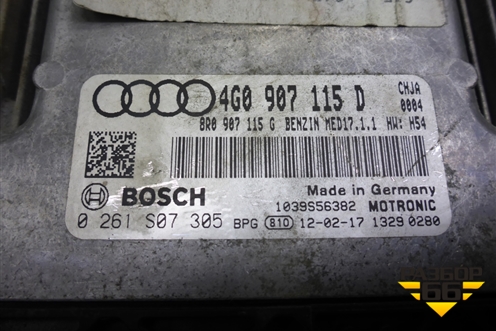 4G0 907 115 D CHJA
0004
8R0 907 115 G BENZIN MED17.1.1 HW: H54
BOSCH
Made in Germany
1039S56382 MOTRONIC
0 261 S07 305 BPG 810 12-02-17 1329 0280
66